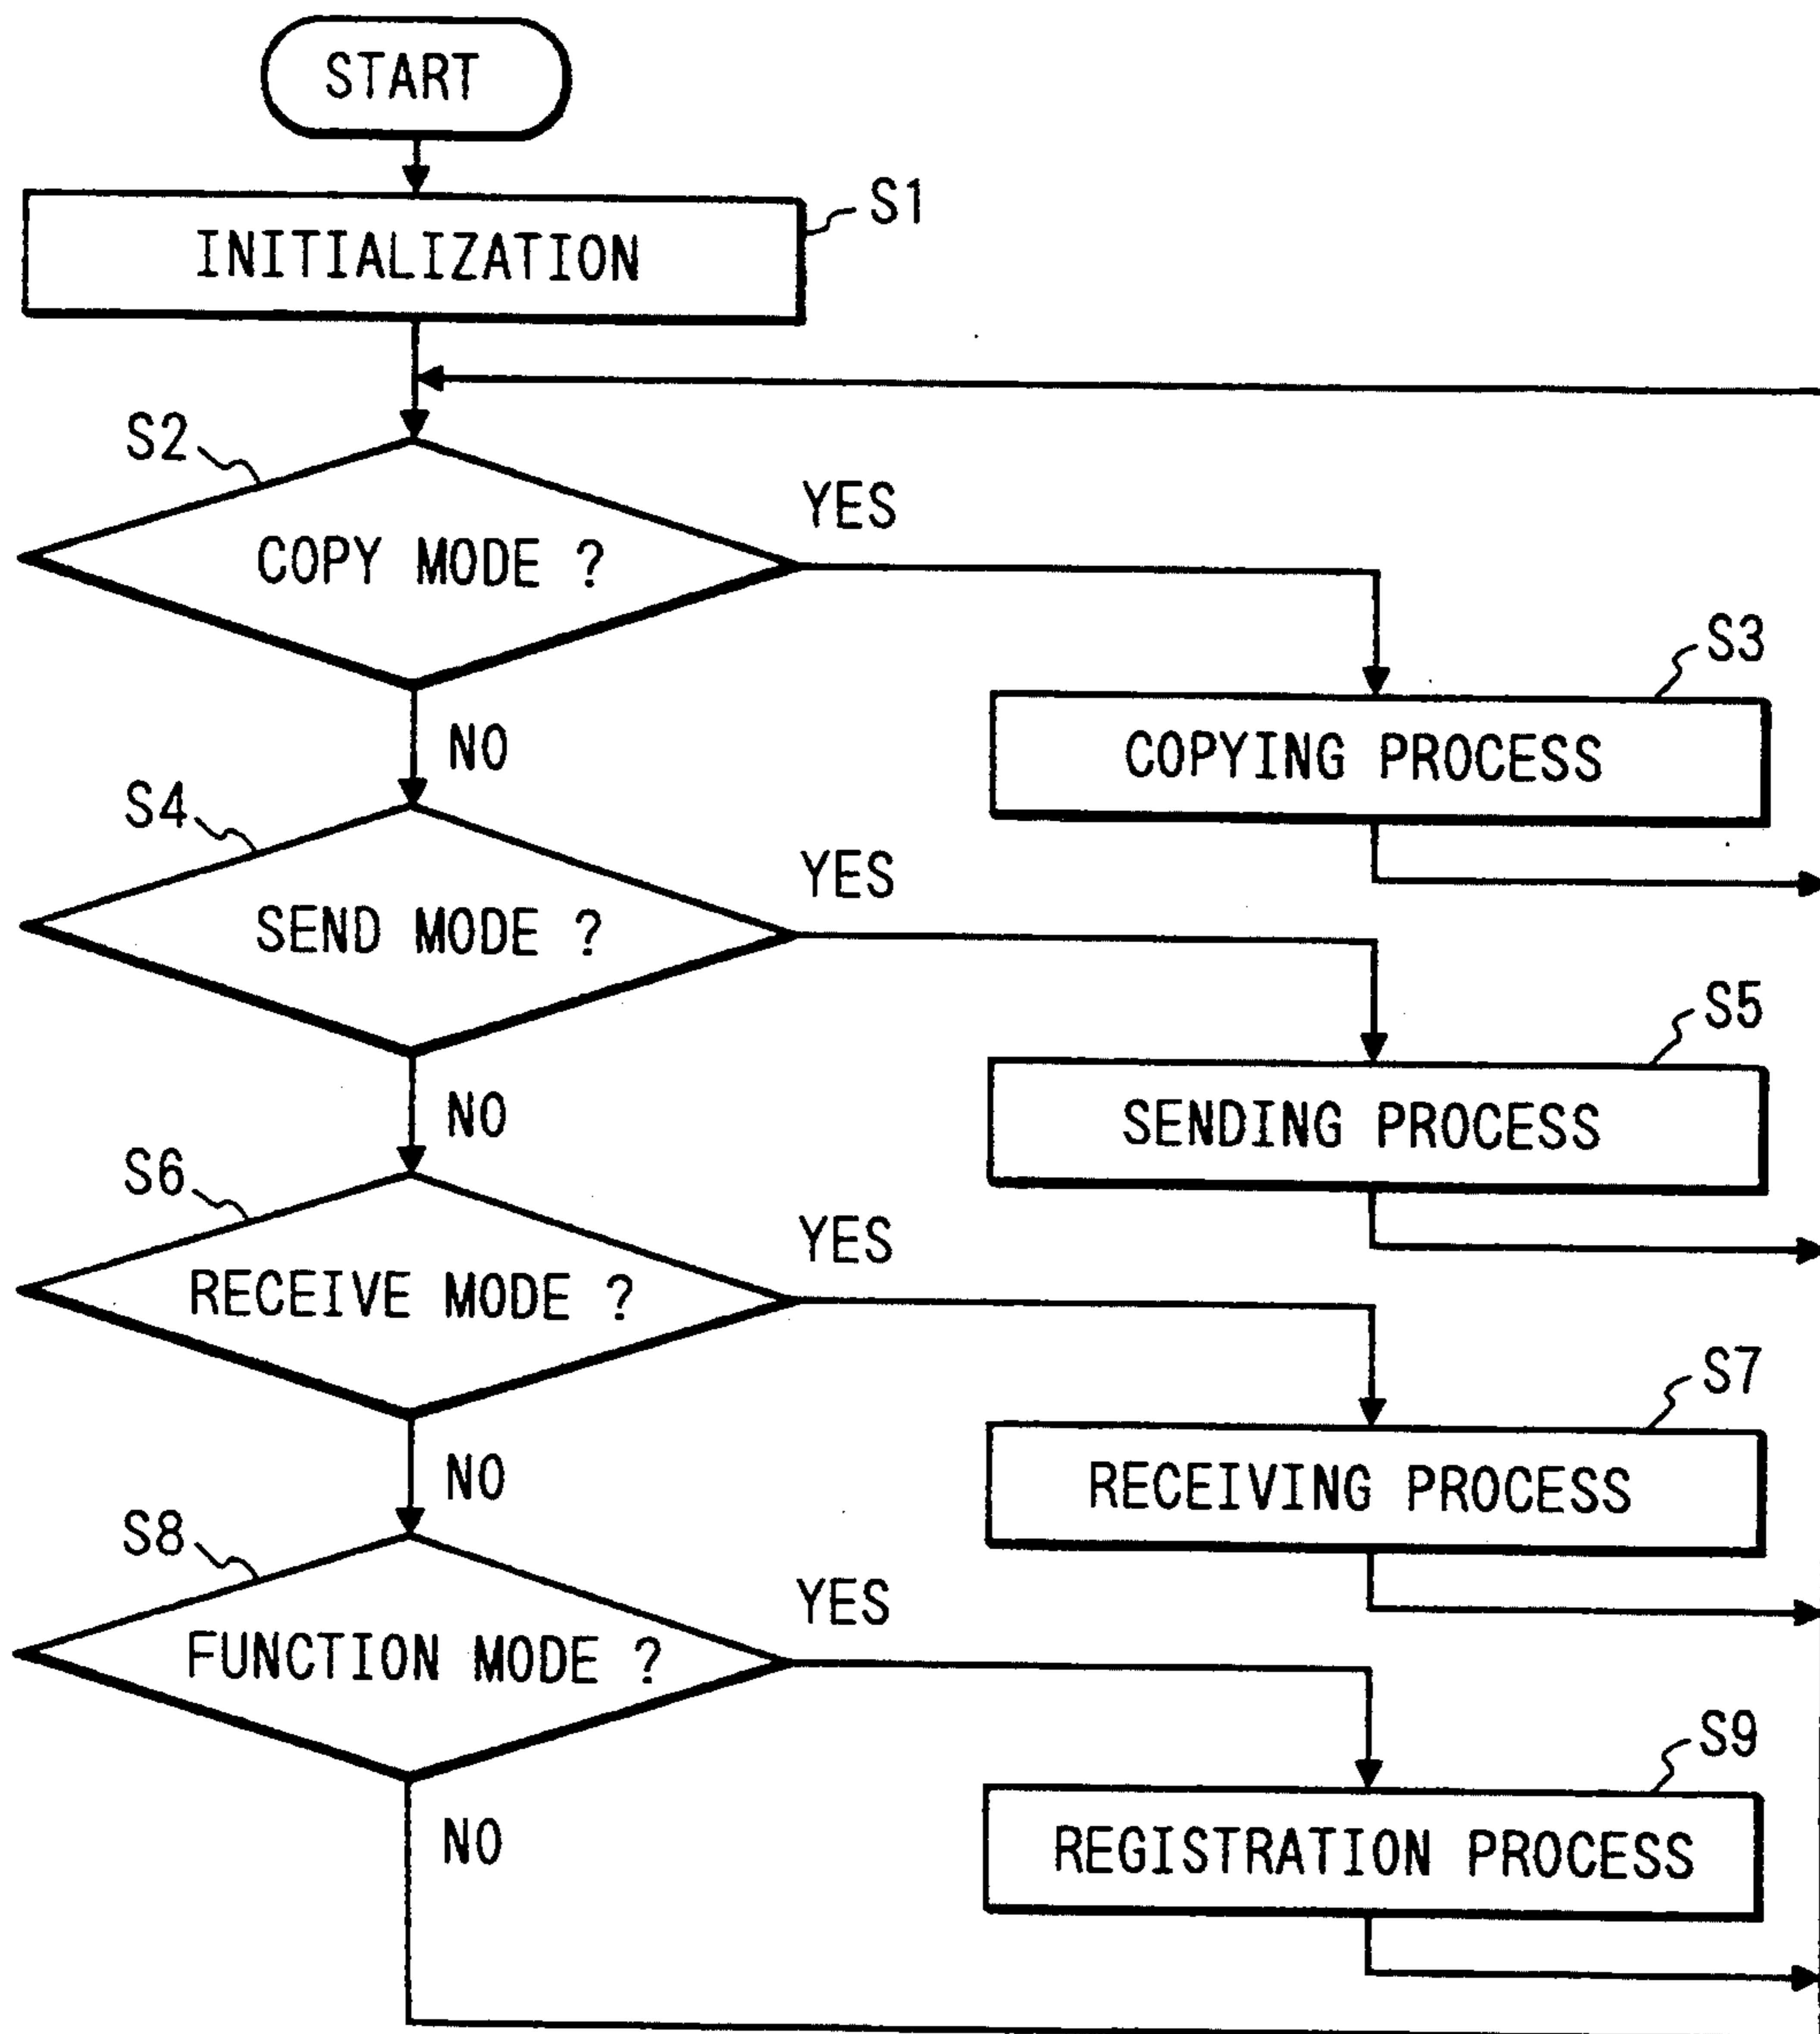 START
INITIALIZATION
S1
S2
COPY MODE ?
YES
NO
S3
COPYING PROCESS
S4
SEND MODE ?
YES
NO
S5
SENDING PROCESS
S6
RECEIVE MODE ?
YES
NO
S7
RECEIVING PROCESS
S8
FUNCTION MODE ?
YES
NO
S9
REGISTRATION PROCESS